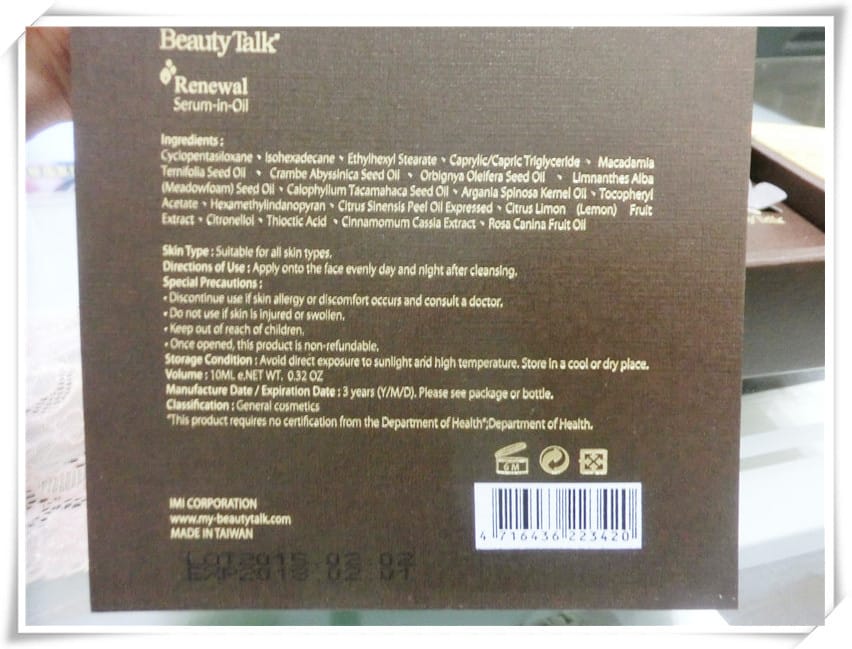 BeautyTalk®
Renewal
Serum-in-Oil
Ingredients :
Cyclopentasiloxane、Isohexadecane、Ethylhexyl Stearate、Caprylic/Capric Triglyceride、Macadamia
Ternifolia Seed Oil、Crambe Abyssinica Seed Oil、Orbignya Oleifera Seed Oil、Limnanthes Alba
(Meadowfoam) Seed Oil、Calophyllum Tacamahaca Seed Oil、Argania Spinosa Kernel Oil、Tocopheryl
Acetate、Hexamethylindanopyran、Citrus Sinensis Peel Oil Expressed、Citrus Limon (Lemon) Fruit
Extract、Citronellol、Thioctic Acid、Cinnamomum Cassia Extract、Rosa Canina Fruit Oil
Skin Type : Suitable for all skin types.
Directions of Use : Apply onto the face evenly day and night after cleansing.
Special Precautions :
• Discontinue use if skin allergy or discomfort occurs and consult a doctor.
• Do not use if skin is injured or swollen.
• Keep out of reach of children.
• Once opened, this product is non-refundable.
Storage Condition : Avoid direct exposure to sunlight and high temperature. Store in a cool or dry place.
Volume : 10ML e.NET WT. 0.32 OZ
Manufacture Date / Expiration Date : 3 years (Y/M/D). Please see package or bottle.
Classification : General cosmetics
"This product requires no certification from the Department of Health";Department of Health.
6 M
IMI CORPORATION
www.my-beautytalk.com
MADE IN TAIWAN
4 716436 223420
LOT2015 02 02
EXP2018 02 01